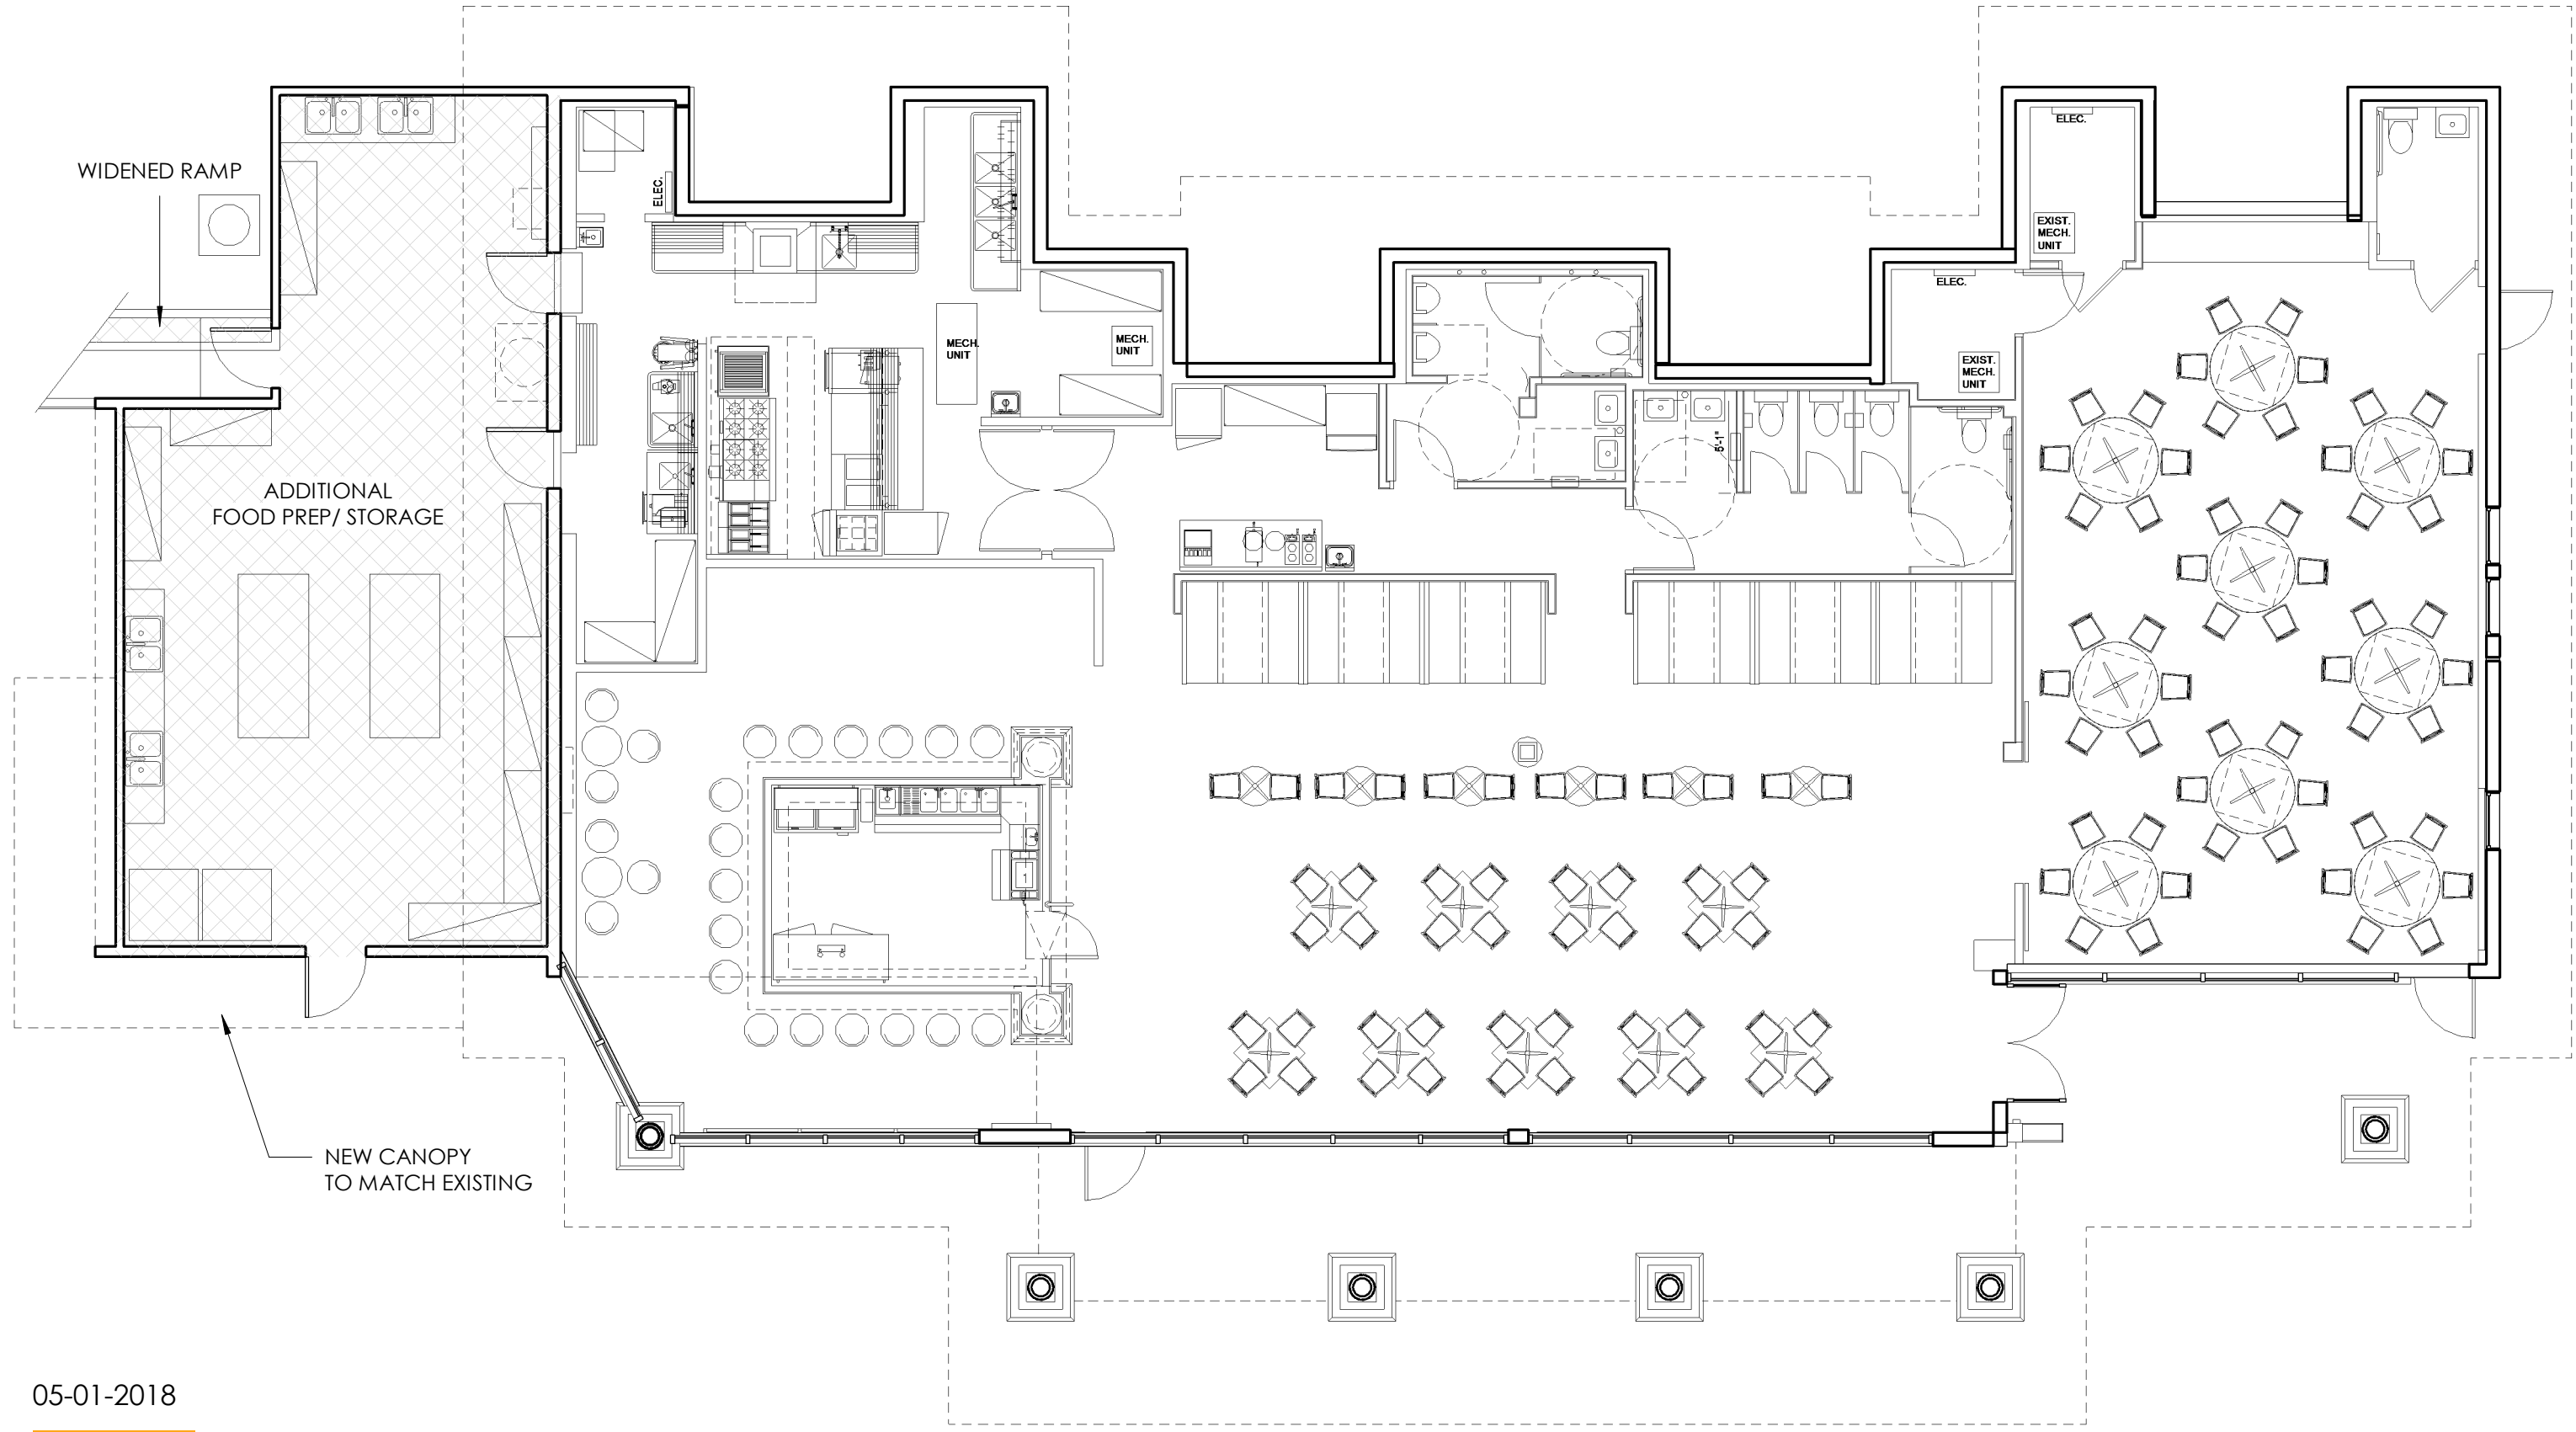 ELEC.
WIDENED RAMP
ELEC.
EXIST.
MECH.
UNIT
ELEC.
MECH.
UNIT
MECH.
UNIT
EXIST.
MECH.
UNIT
5'-1"
ADDITIONAL
FOOD PREP/ STORAGE
1
NEW CANOPY
TO MATCH EXISTING
05-01-2018